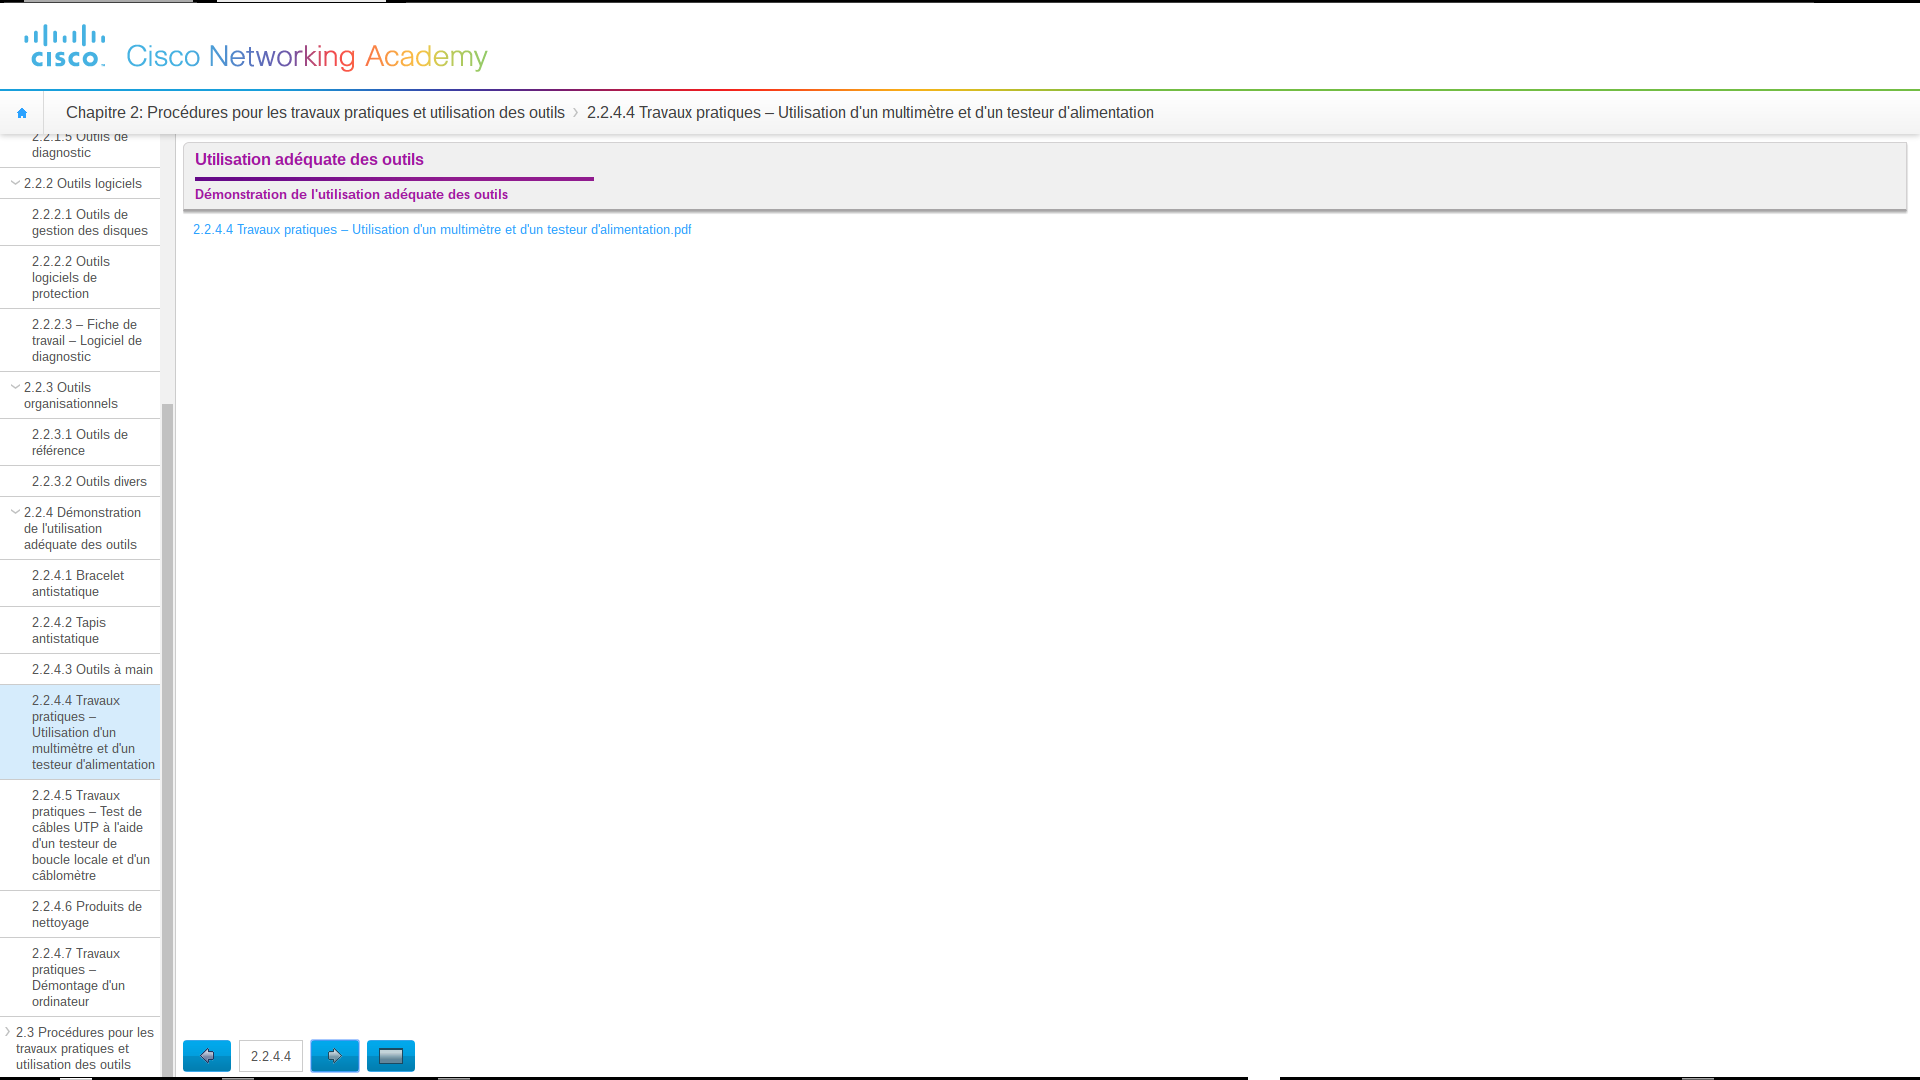 cisco
Cisco Networking Academy
Chapitre 2: Procédures pour les travaux pratiques et utilisation des outils
2.2.4.4 Travaux pratiques – Utilisation d'un multimètre et d'un testeur d'alimentation
2.2.1.5 Outils de
diagnostic
2.2.2 Outils logiciels
2.2.2.1 Outils de
gestion des disques
2.2.2.2 Outils
logiciels de
protection
2.2.2.3 – Fiche de
travail – Logiciel de
diagnostic
2.2.3 Outils
organisationnels
2.2.3.1 Outils de
référence
2.2.3.2 Outils divers
2.2.4 Démonstration
de l'utilisation
adéquate des outils
2.2.4.1 Bracelet
antistatique
2.2.4.2 Tapis
antistatique
2.2.4.3 Outils à main
2.2.4.4 Travaux
pratiques –
Utilisation d'un
multimètre et d'un
testeur d'alimentation
2.2.4.5 Travaux
pratiques – Test de
câbles UTP à l'aide
d'un testeur de
boucle locale et d'un
câblomètre
2.2.4.6 Produits de
nettoyage
2.2.4.7 Travaux
pratiques –
Démontage d'un
ordinateur
2.3 Procédures pour les
travaux pratiques et
utilisation des outils
Utilisation adéquate des outils
Démonstration de l'utilisation adéquate des outils
2.2.4.4 Travaux pratiques – Utilisation d'un multimètre et d'un testeur d'alimentation.pdf
2.2.4.4